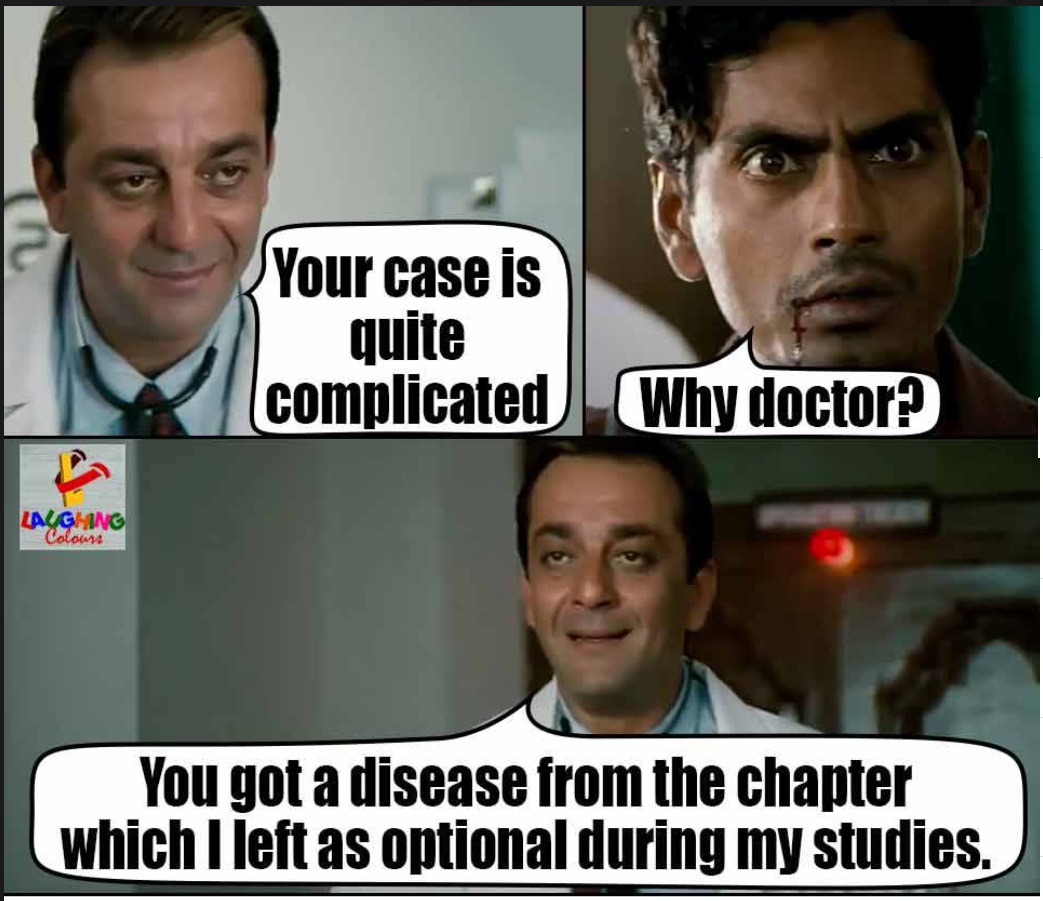 Your case is
quite
complicated
Why doctor?
LAUGHING
Colours
You got a disease from the chapter
which I left as optional during my studies.